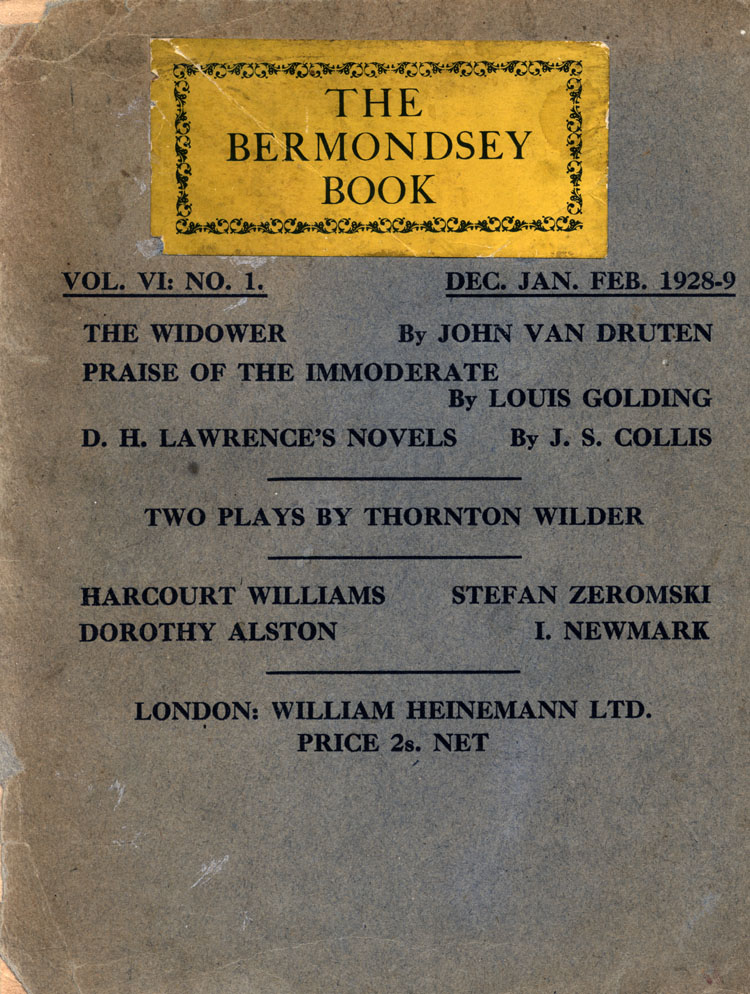 THE
BERMONDSEY
BOOK
VOL. VI: NO. 1. DEC. JAN. FEB. 1928-9
THE WIDOWER By JOHN VAN DRUTEN
PRAISE OF THE IMMODERATE
By LOUIS GOLDING
D. H. LAWRENCE'S NOVELS By J. S. COLLIS
TWO PLAYS BY THORNTON WILDER
HARCOURT WILLIAMS STEFAN ZEROMSKI
DOROTHY ALSTON I. NEWMARK
LONDON: WILLIAM HEINEMANN LTD.
PRICE 2s. NET